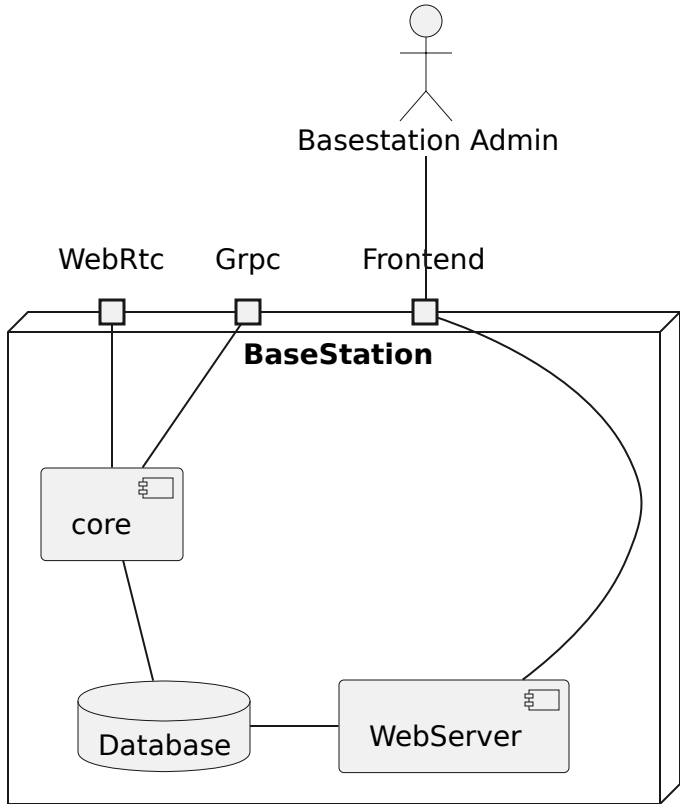 Basestation Admin
WebRtc
Grpc
Frontend
BaseStation
core
Database
WebServer